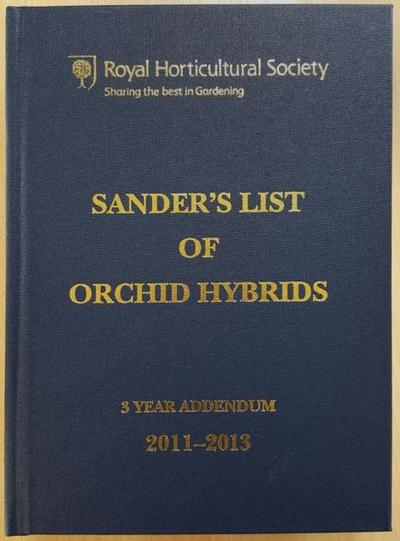 Royal Horticultural Society
Sharing the best in Gardening
SANDER'S LIST
OF
ORCHID HYBRIDS
3 YEAR ADDENDUM
2011–2013